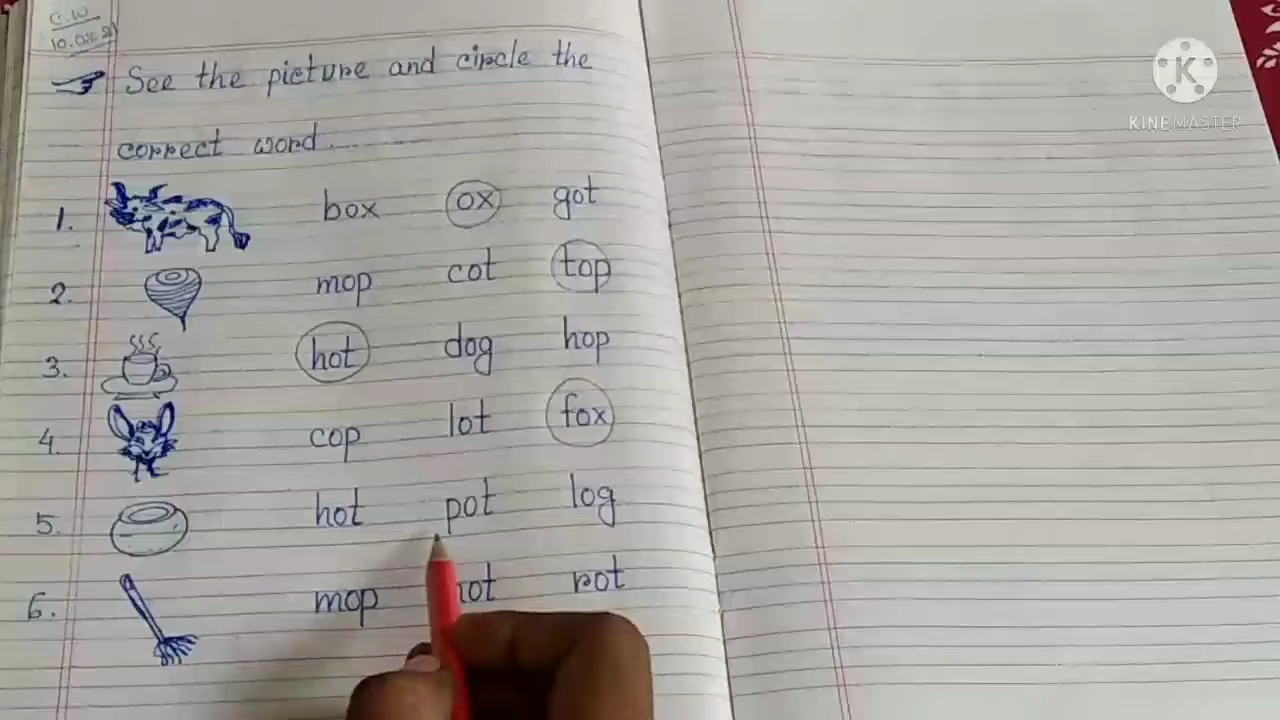 C.W
See the picture and circle the
correct word.
1. box ox got
2. mop cot top
3. hot dog hop
4. cop lot fox
5. hot pot log
6. mop rot
K
KINEMASTER